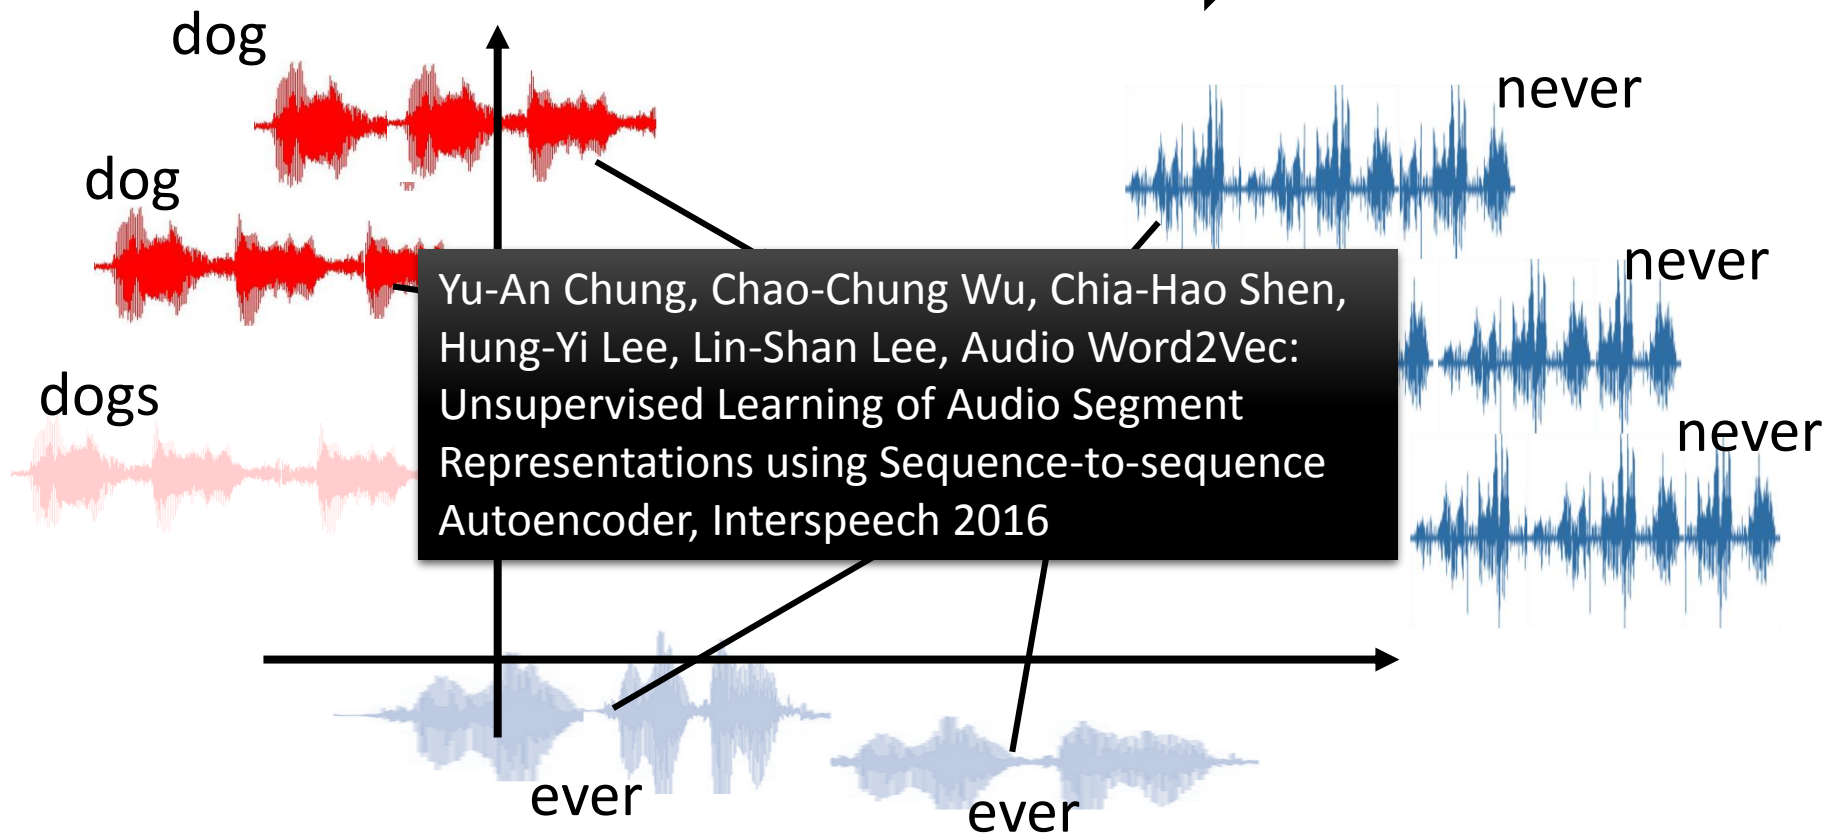 dog
never
dog
never
Yu-An Chung, Chao-Chung Wu, Chia-Hao Shen,
Hung-Yi Lee, Lin-Shan Lee, Audio Word2Vec:
Unsupervised Learning of Audio Segment
Representations using Sequence-to-sequence
Autoencoder, Interspeech 2016
dogs
never
ever
ever